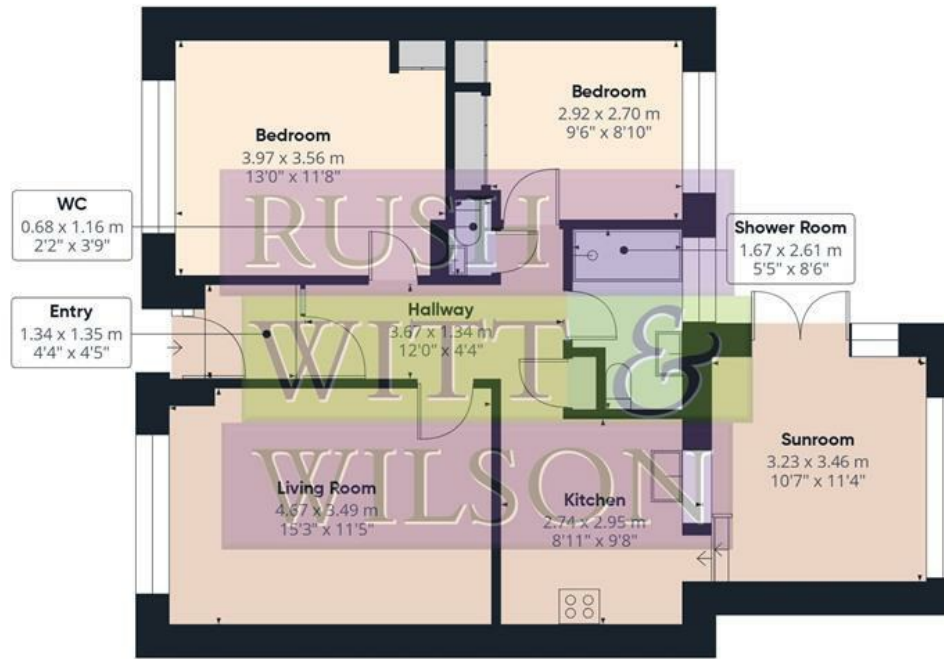 Bedroom
3.97 x 3.56 m
13'0" x 11'8"
Bedroom
2.92 x 2.70 m
9'6" x 8'10"
WC
0.68 x 1.16 m
2'2" x 3'9"
Shower Room
1.67 x 2.61 m
5'5" x 8'6"
Entry
1.34 x 1.35 m
4'4" x 4'5"
Hallway
3.67 x 1.34 m
12'0" x 4'4"
Living Room
4.67 x 3.49 m
15'3" x 11'5"
Kitchen
2.74 x 2.95 m
8'11" x 9'8"
Sunroom
3.23 x 3.46 m
10'7" x 11'4"
RUSH
WITT &
WILSON